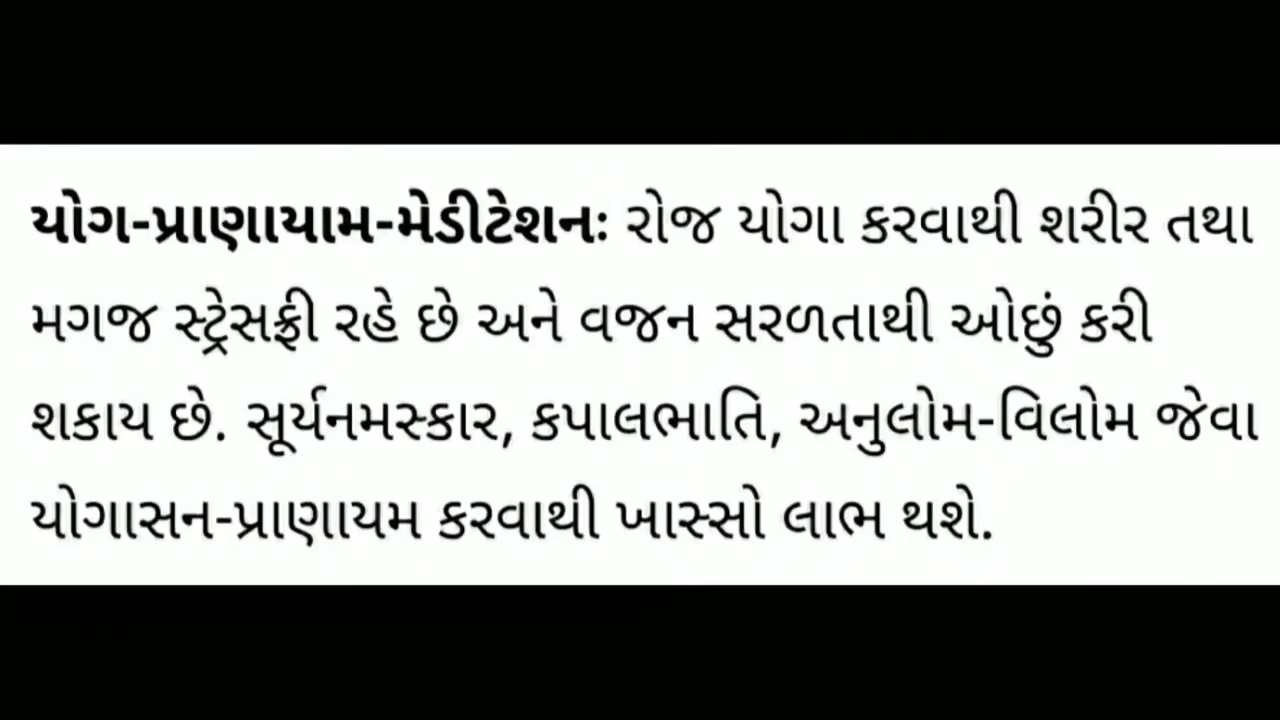 યોગ-પ્રાણાયામ-મેડીટેશનઃ રોજ યોગા કરવાથી શરીર તથા
મગજ સ્ટ્રેસફ્રી રહે છે અને વજન સરળતાથી ઓછું કરી
શકાય છે. સૂર્યનમસ્કાર, કપાલભાતિ, અનુલોમ-વિલોમ જેવા
યોગાસન-પ્રાણાયમ કરવાથી ખાસ્સો લાભ થશે.